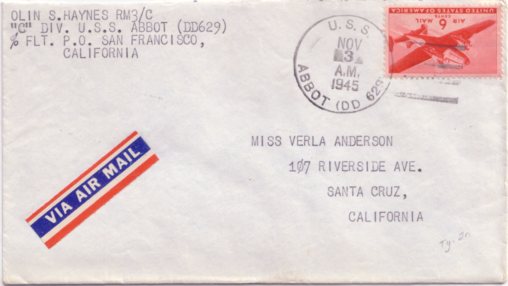 OLIN S.HAYNES RM3/C
"C" DIV. U.S.S. ABBOT (DD629)
% FLT. P.O. SAN FRANCISCO,
CALIFORNIA
U.S.S.
NOV
3
A.M.
1945
ABBOT (DD 629)
UNITED STATES OF AMERICA
AIR MAIL
6
CENTS
VIA AIR MAIL
MISS VERLA ANDERSON
107 RIVERSIDE AVE.
SANTA CRUZ,
CALIFORNIA